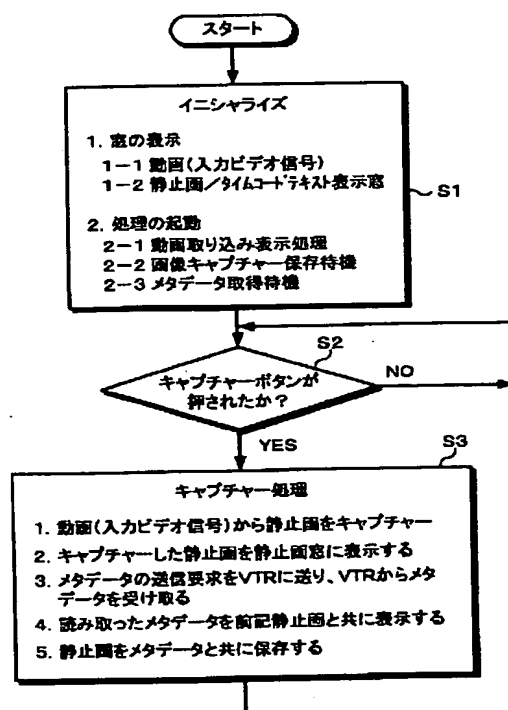 スタート
イニシャライズ
1. 窓の表示
1－1 動画(入力ビデオ信号)
1－2 静止画／タイムコードテキスト表示窓
S1
2. 処理の起動
2－1 動画取り込み表示処理
2－2 画像キャプチャー保存待機
2－3 メタデータ取得待機
S2
キャプチャーボタンが
押されたか？
NO
YES
S3
キャプチャー処理
1. 動画(入力ビデオ信号)から静止画をキャプチャー
2. キャプチャーした静止画を静止画窓に表示する
3. メタデータの送信要求をVTRに送り、VTRからメタ
データを受け取る
4. 読み取ったメタデータを前記静止画と共に表示する
5. 静止画をメタデータと共に保存する